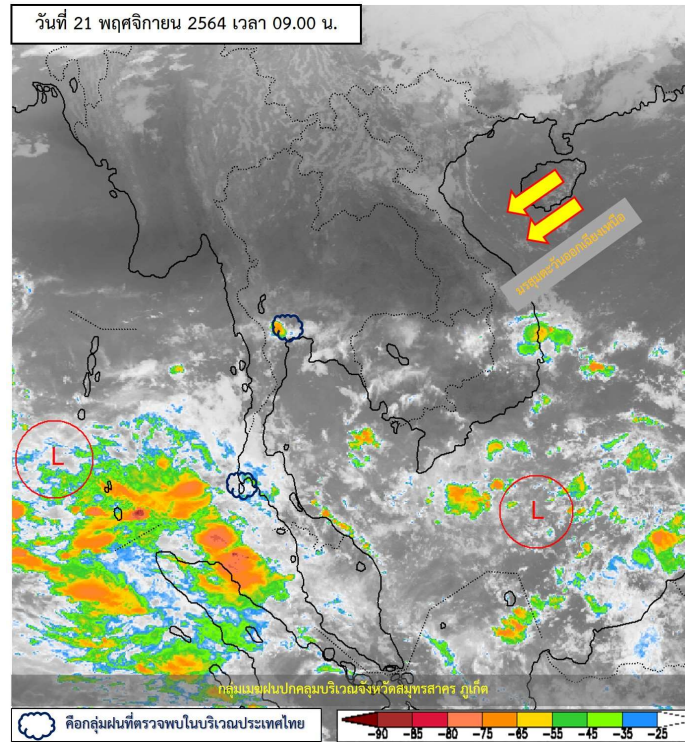 วันที่ 21 พฤศจิกายน 2564 เวลา 09.00 น.
มรสุมตะวันออกเฉียงเหนือ
L
L
กลุ่มเมฆฝนปกคลุมบริเวณจังหวัดสมุทรสาคร ภูเก็ต
คือกลุ่มฝนที่ตรวจพบในบริเวณประเทศไทย
-90 -85 -80 -75 -65 -55 -45 -35 -25